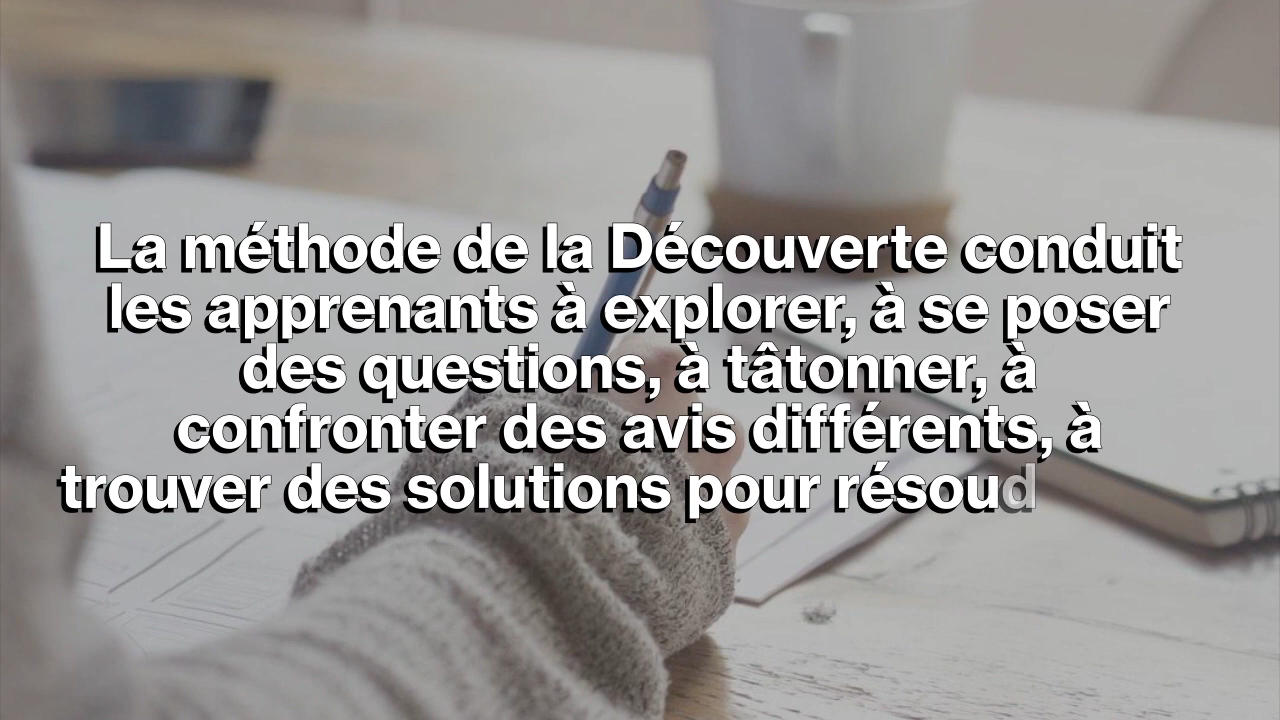 La méthode de la Découverte conduit
les apprenants à explorer, à se poser
des questions, à tâtonner, à
confronter des avis différents, à
trouver des solutions pour résoud